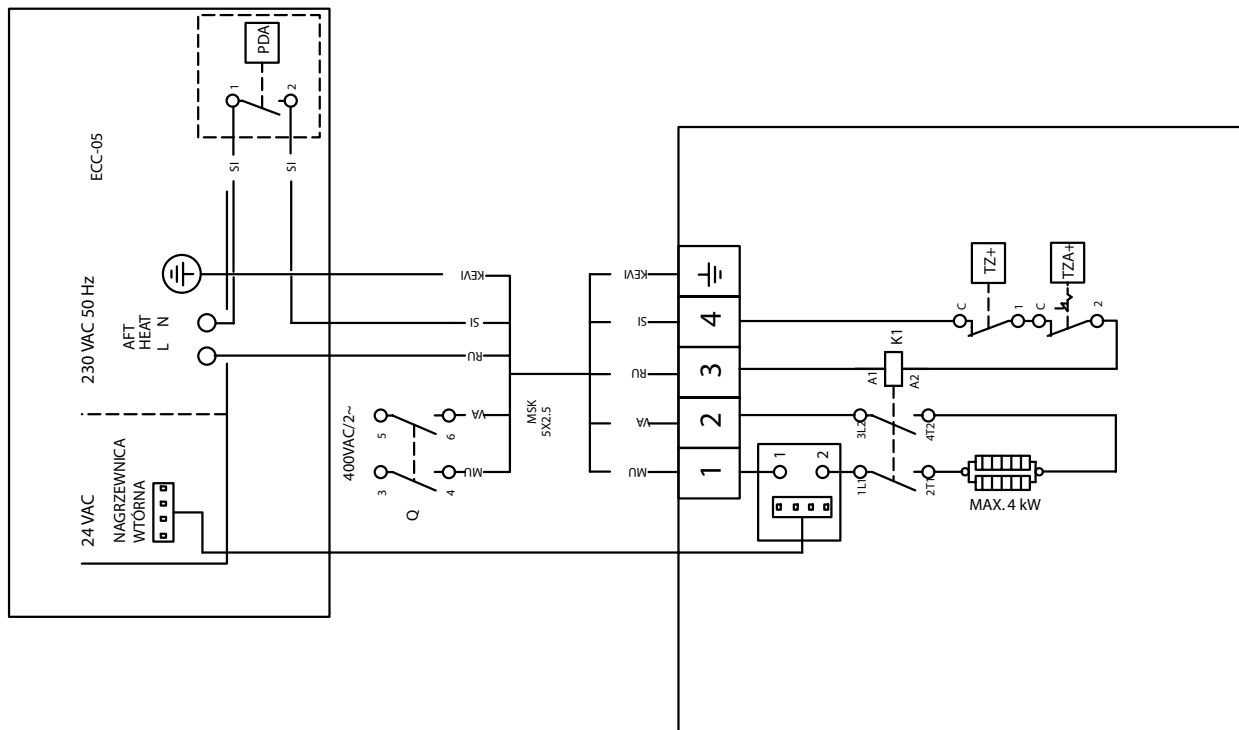 PDA
1
2
SI
SI
ECC-05
230 VAC 50 Hz
AFT
HEAT
L N
24 VAC
NAGRZEWNICA
WTÓRNA
400VAC/2~
5
6
3
4
Q
KEVI
SI
RU
VA
MU
MSK
5X2.5
KEVI
SI
RU
VA
MU
4
3
2
1
TZ+
TZA+
C
1
C
2
K1
A1
A2
3L2
4T2
1
2
1L1
2T1
MAX. 4 kW